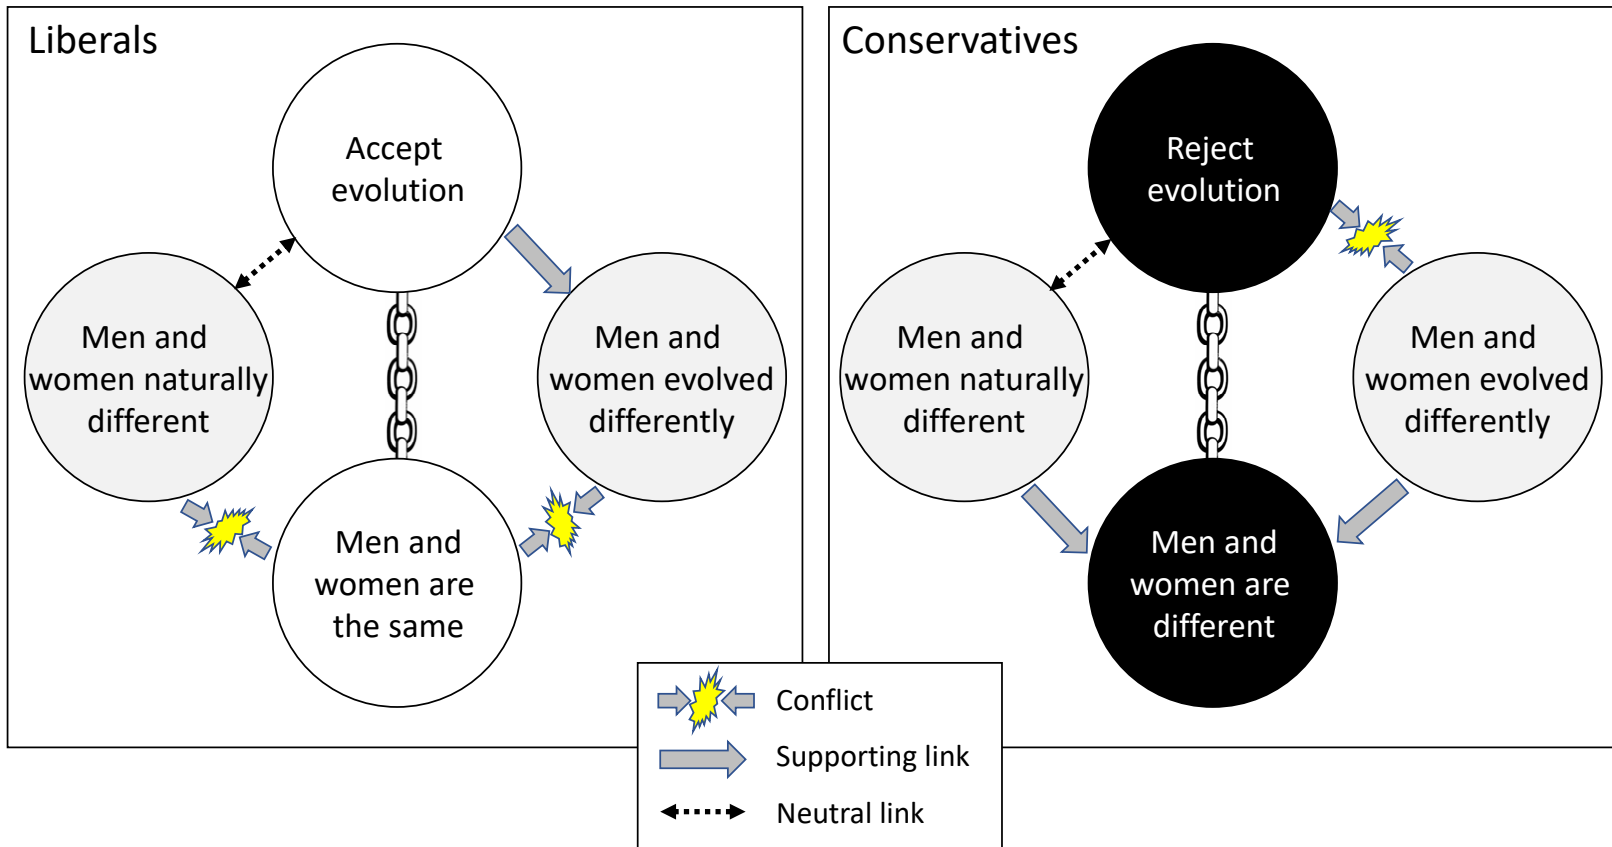 Liberals
Accept
evolution
Men and
women naturally
different
Men and
women evolved
differently
Men and
women are
the same
Conservatives
Reject
evolution
Men and
women naturally
different
Men and
women evolved
differently
Men and
women are
different
Conflict
Supporting link
Neutral link